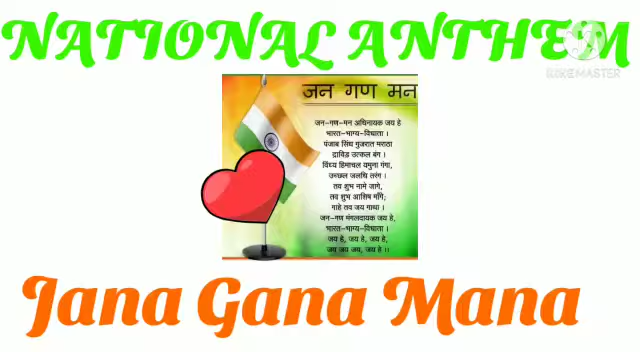 NATIONAL ANTHEM
KINEMASTER
जन गण मन
जन-गण-मन अधिनायक जय हे
भारत-भाग्य-विधाता ।
पंजाब सिंध गुजरात मराठा
द्राविड़ उत्कल बंग ।
विंध्य हिमाचल यमुना गंगा,
उच्छल जलधि तरंग ।
तव शुभ नामे जागे,
तव शुभ आशिष माँगे;
गाहे तव जय गाथा ।
जन-गण मंगलदायक जय हे,
भारत-भाग्य-विधाता ।
जय हे, जय हे, जय हे,
जय जय जय, जय हे ।।
Jana Gana Mana